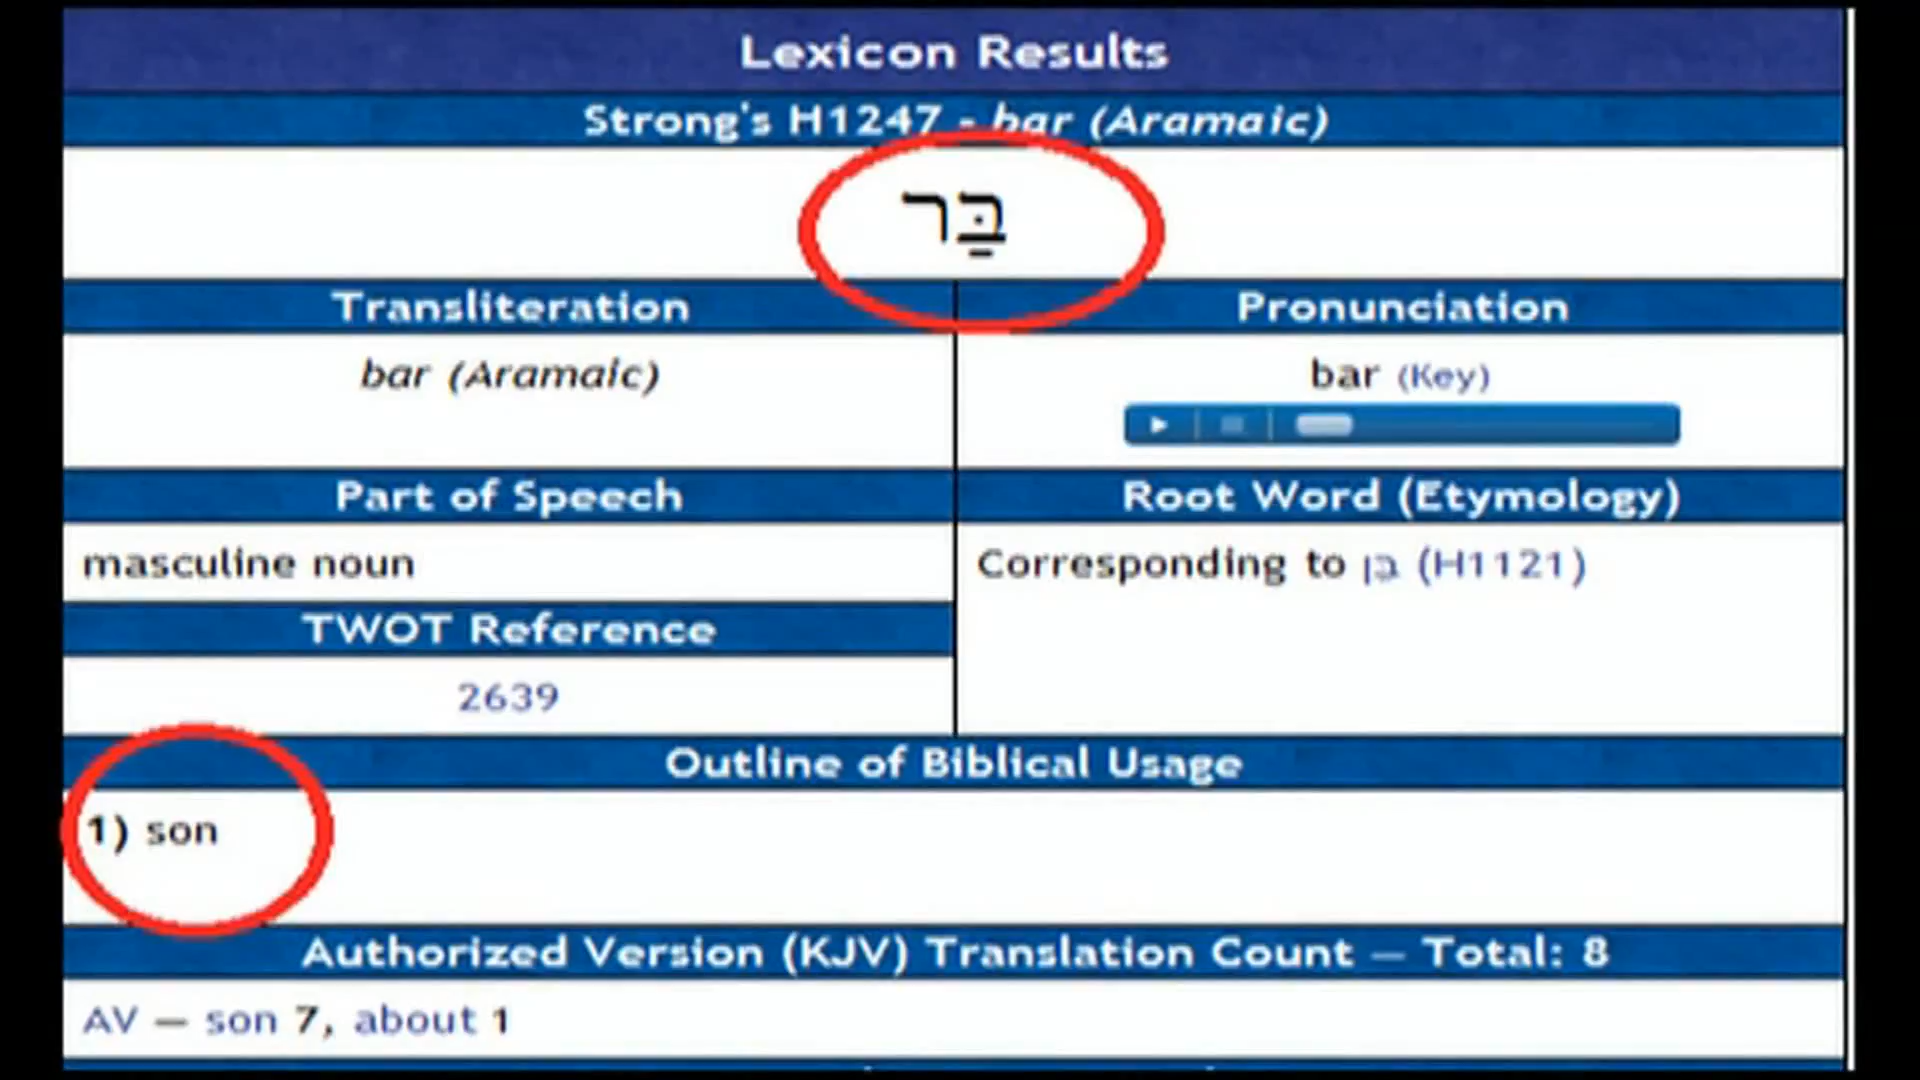 Lexicon Results
Strong's H1247 - bar (Aramaic)
בַּר
Transliteration
Pronunciation
bar (Aramaic)
bar (Key)
Part of Speech
Root Word (Etymology)
masculine noun
Corresponding to בן (H1121)
TWOT Reference
2639
Outline of Biblical Usage
1) son
Authorized Version (KJV) Translation Count — Total: 8
AV — son 7, about 1